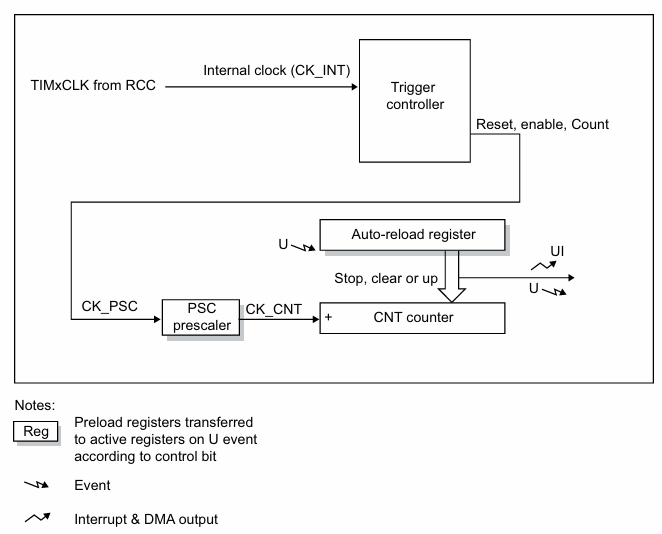 Internal clock (CK_INT)
TIMxCLK from RCC
Trigger
controller
Reset, enable, Count
Auto-reload register
U
UI
Stop, clear or up
U
CK_PSC
PSC
prescaler
CK_CNT
+ CNT counter
Notes:
Reg
Preload registers transferred
to active registers on U event
according to control bit
Event
Interrupt & DMA output